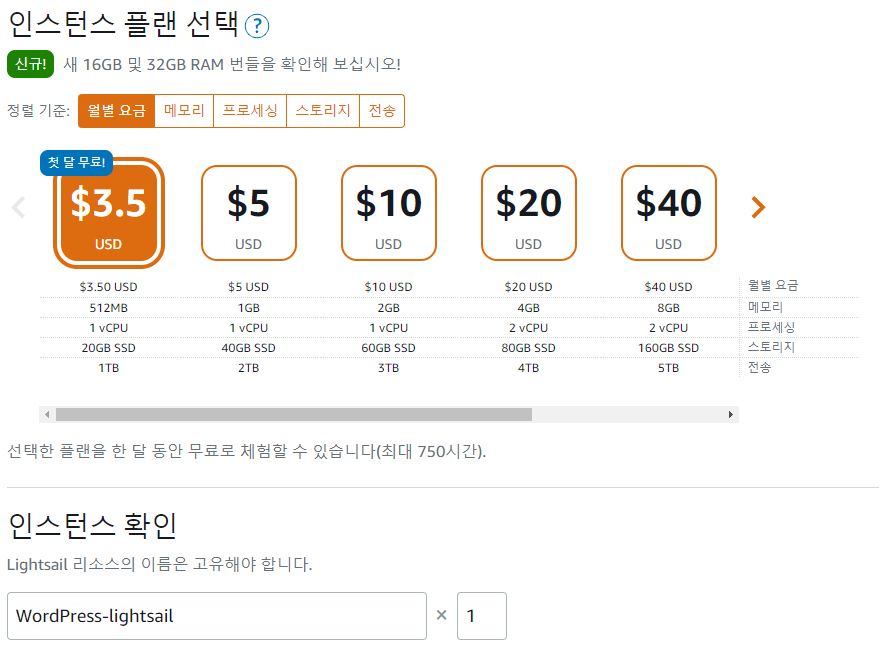 인스턴스 플랜 선택 ?
신규! 새 16GB 및 32GB RAM 번들을 확인해 보십시오!
정렬 기준: 월별 요금 메모리 프로세싱 스토리지 전송
첫 달 무료!
$3.5 $5 $10 $20 $40
USD USD USD USD USD
$3.50 USD $5 USD $10 USD $20 USD $40 USD 월별 요금
512MB 1GB 2GB 4GB 8GB 메모리
1 vCPU 1 vCPU 1 vCPU 2 vCPU 2 vCPU 프로세싱
20GB SSD 40GB SSD 60GB SSD 80GB SSD 160GB SSD 스토리지
1TB 2TB 3TB 4TB 5TB 전송
선택한 플랜을 한 달 동안 무료로 체험할 수 있습니다(최대 750시간).
인스턴스 확인
Lightsail 리소스의 이름은 고유해야 합니다.
WordPress-lightsail × 1